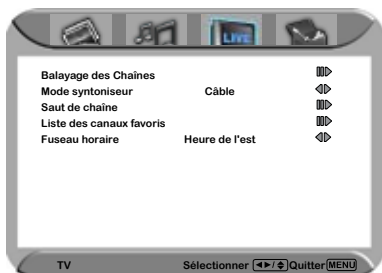 LIVE
Balayage des Chaînes
Mode syntoniseur Câble
Saut de chaîne
Liste des canaux favoris
Fuseau horaire Heure de l'est
TV Sélectionner ◄►/ Quitter MENU